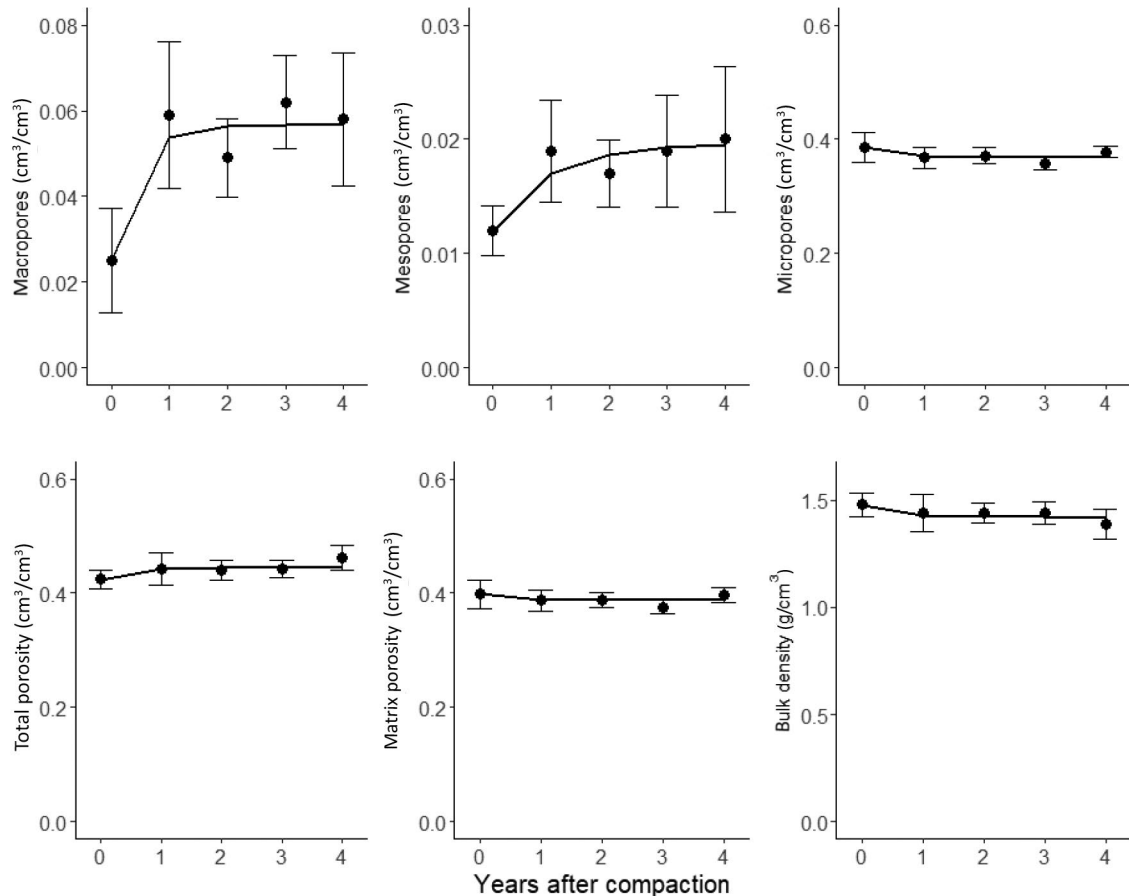 Macropores (cm³/cm³)
0.08
0.06
0.04
0.02
0.00
0 1 2 3 4
Mesopores (cm³/cm³)
0.03
0.02
0.01
0.00
0 1 2 3 4
Micropores (cm³/cm³)
0.6
0.4
0.2
0.0
0 1 2 3 4
Total porosity (cm³/cm³)
0.6
0.4
0.2
0.0
0 1 2 3 4
Matrix porosity (cm³/cm³)
0.6
0.4
0.2
0.0
0 1 2 3 4
Bulk density (g/cm³)
1.5
1.0
0.5
0.0
0 1 2 3 4
Years after compaction